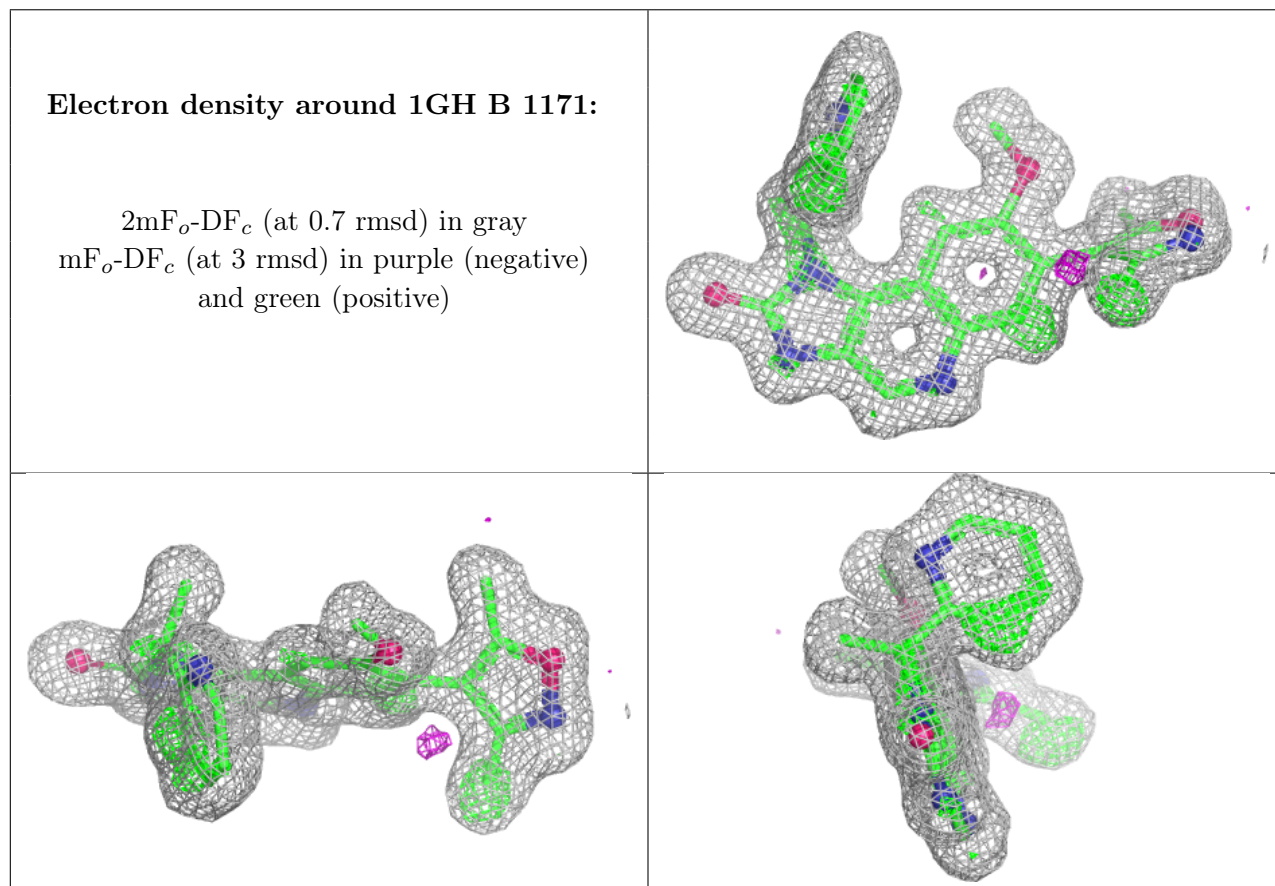 Electron density around 1GH B 1171:
2mFo-DFc (at 0.7 rmsd) in gray
mFo-DFc (at 3 rmsd) in purple (negative)
and green (positive)